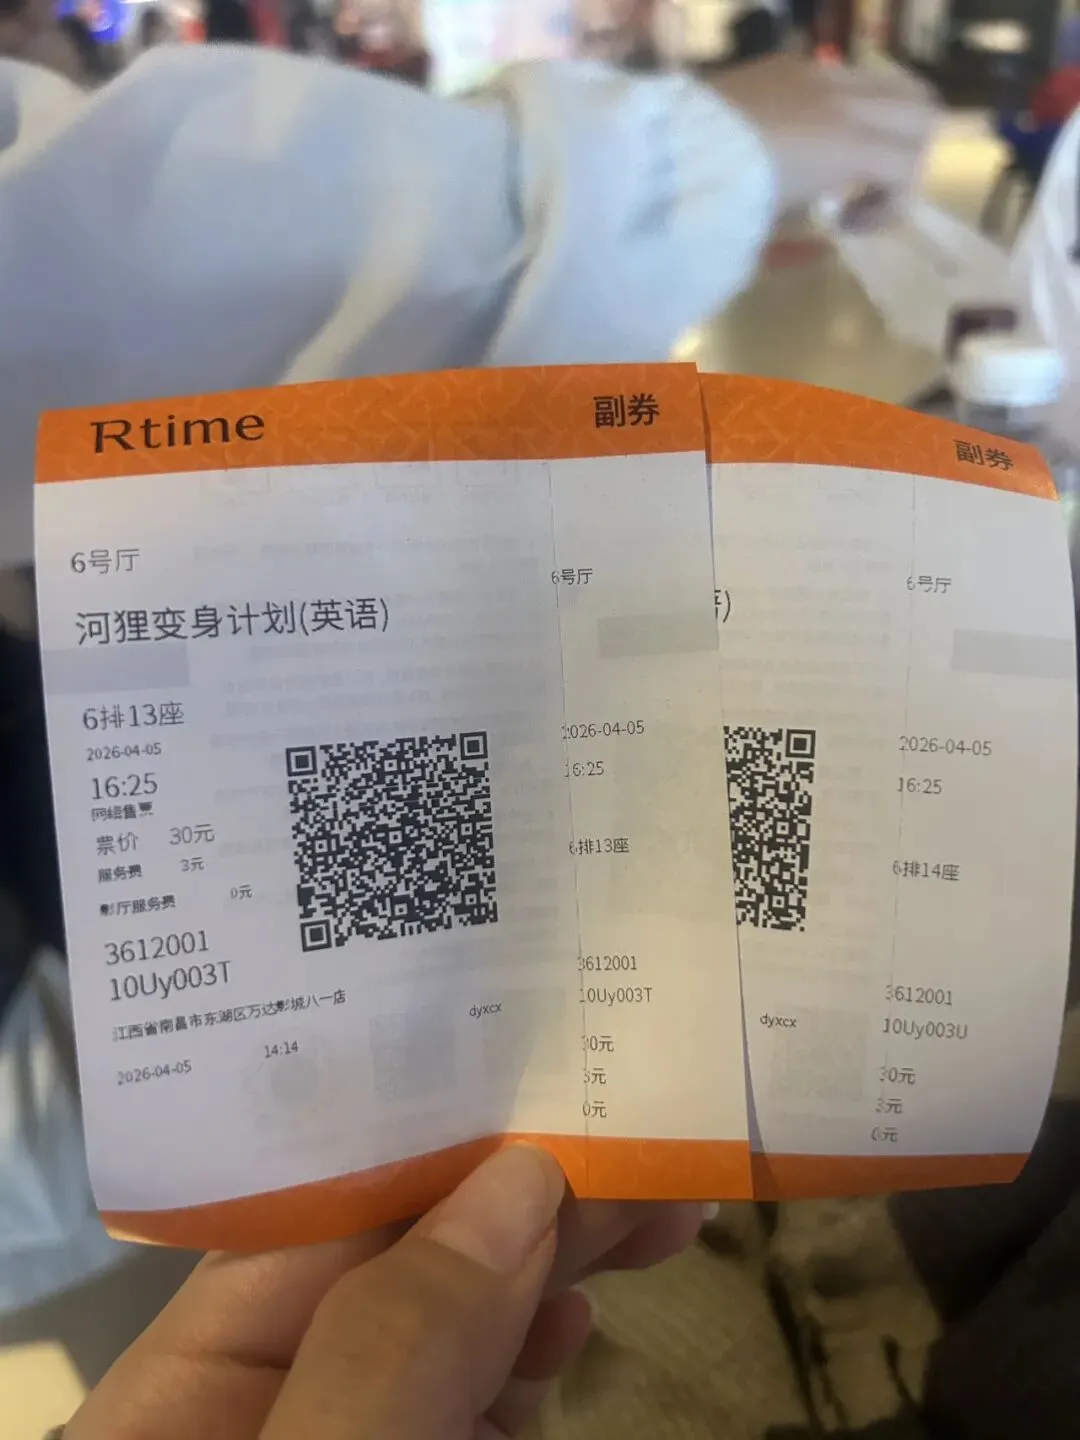 Rtime
副券
6号厅
河狸变身计划(英语)
6排13座
2026-04-05
16:25
网络售票
票价 30元
服务费 3元
影厅服务费 0元
3612001
10Uy003T
江西省南昌市东湖区万达影城八一店
2026-04-05 14:14
dyxcx
6号厅
2026-04-05
16:25
6排13座
3612001
10Uy003T
30元
3元
0元
副券
语)
dyxcx
6号厅
2026-04-05
16:25
6排14座
3612001
10Uy003U
30元
3元
0元